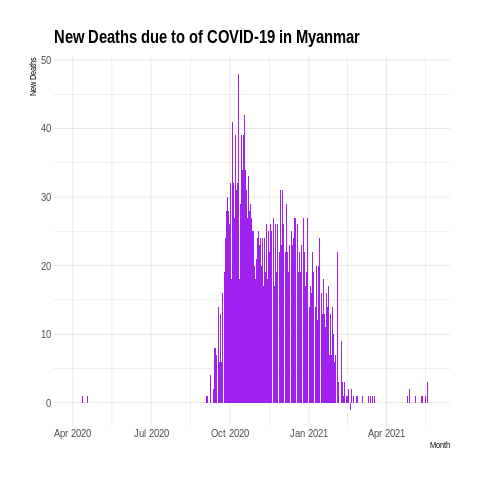 New Deaths due to of COVID-19 in Myanmar
New Deaths
50
40
30
20
10
0
Apr 2020 Jul 2020 Oct 2020 Jan 2021 Apr 2021
Month